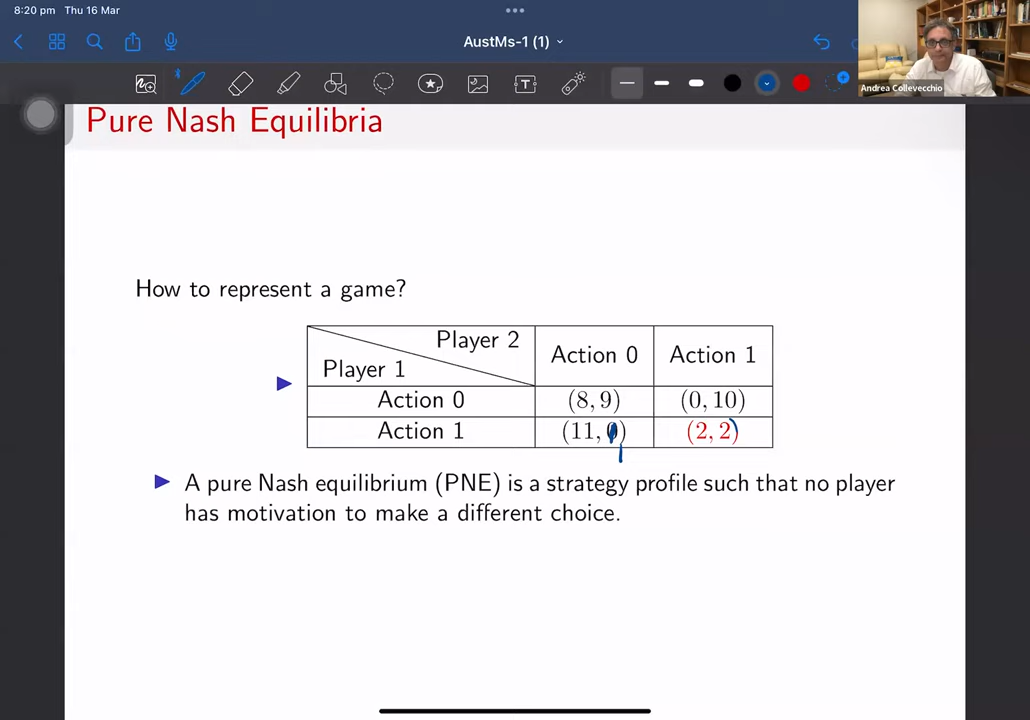 8:20 pm Thu 16 Mar
AustMs-1 (1)
Andrea Collevecchio
Pure Nash Equilibria
How to represent a game?
Player 2
Player 1
Action 0 Action 1
Action 0 (8, 9) (0, 10)
Action 1 (11, 0) (2, 2)
A pure Nash equilibrium (PNE) is a strategy profile such that no player
has motivation to make a different choice.